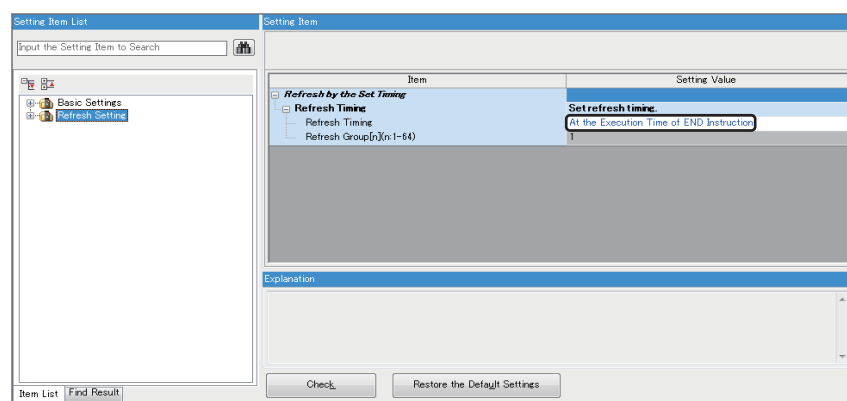 Setting Item List
Input the Setting Item to Search
Basic Settings
Refresh Setting
Item List
Find Result
Setting Item
Item
Setting Value
Refresh by the Set Timing
Refresh Timing
Set refresh timing.
Refresh Timing
At the Execution Time of END Instruction
Refresh Group[n](n:1-64)
1
Explanation
Check
Restore the Default Settings